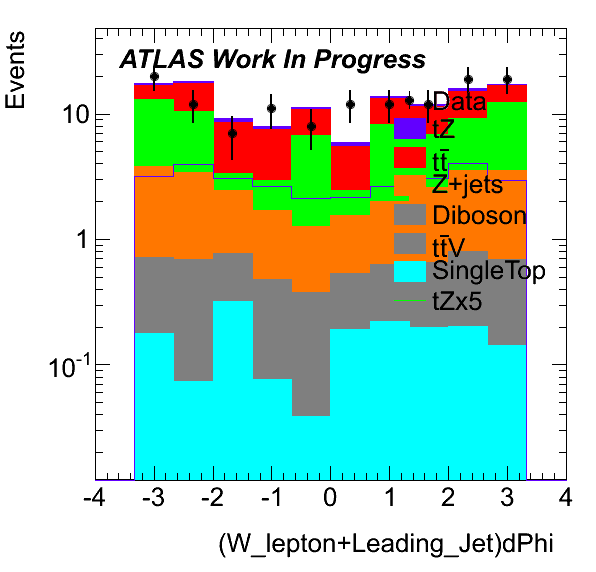 Events
ATLAS Work In Progress
Data
tZ
tt̅
Z+jets
Diboson
tt̅V
SingleTop
tZx5
10
1
10⁻¹
-4 -3 -2 -1 0 1 2 3 4
(W_lepton+Leading_Jet)dPhi